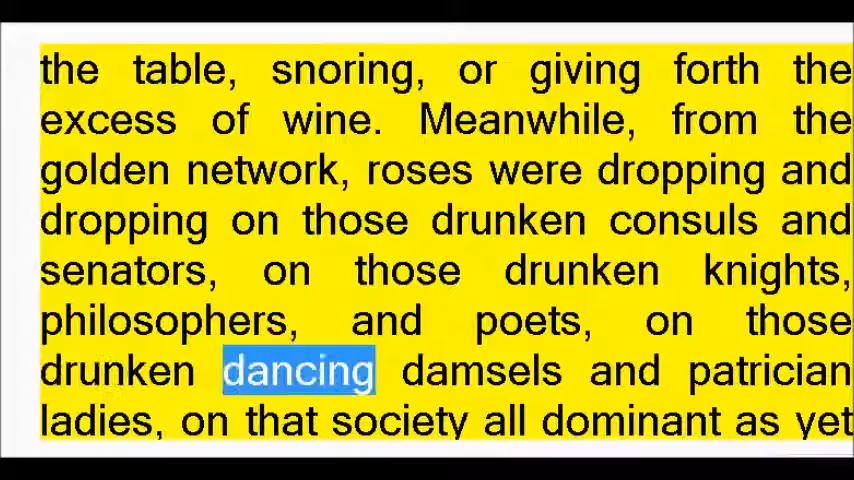 the table, snoring, or giving forth the
excess of wine. Meanwhile, from the
golden network, roses were dropping and
dropping on those drunken consuls and
senators, on those drunken knights,
philosophers, and poets, on those
drunken dancing damsels and patrician
ladies, on that society all dominant as yet